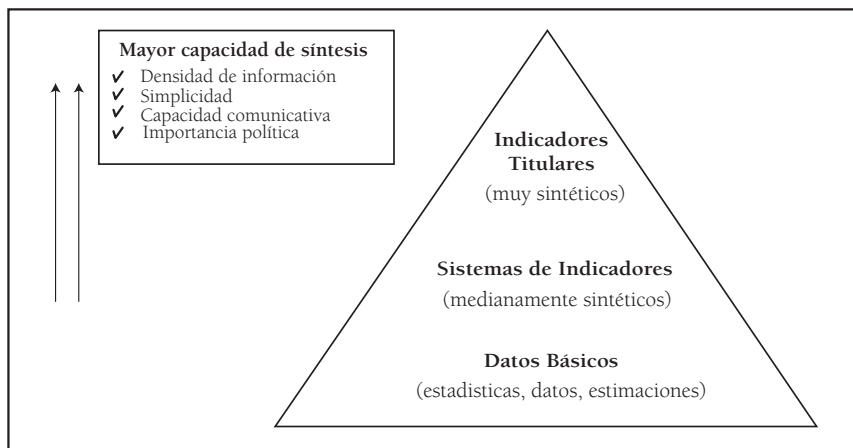 Mayor capacidad de síntesis
✓ Densidad de información
✓ Simplicidad
✓ Capacidad comunicativa
✓ Importancia política
Indicadores
Titulares
(muy sintéticos)
Sistemas de Indicadores
(medianamente sintéticos)
Datos Básicos
(estadisticas, datos, estimaciones)